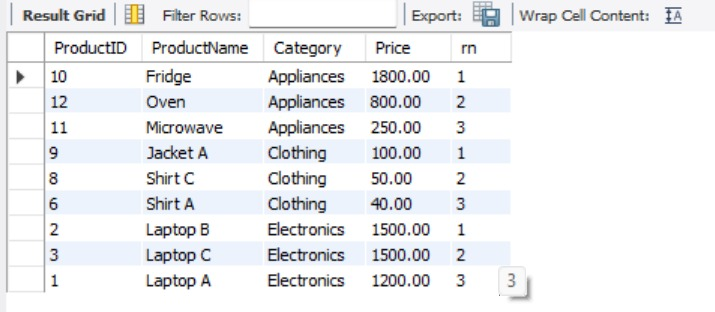 Result Grid Filter Rows: Export: Wrap Cell Content: IA
ProductID ProductName Category Price rn
10 Fridge Appliances 1800.00 1
12 Oven Appliances 800.00 2
11 Microwave Appliances 250.00 3
9 Jacket A Clothing 100.00 1
8 Shirt C Clothing 50.00 2
6 Shirt A Clothing 40.00 3
2 Laptop B Electronics 1500.00 1
3 Laptop C Electronics 1500.00 2
1 Laptop A Electronics 1200.00 3 3